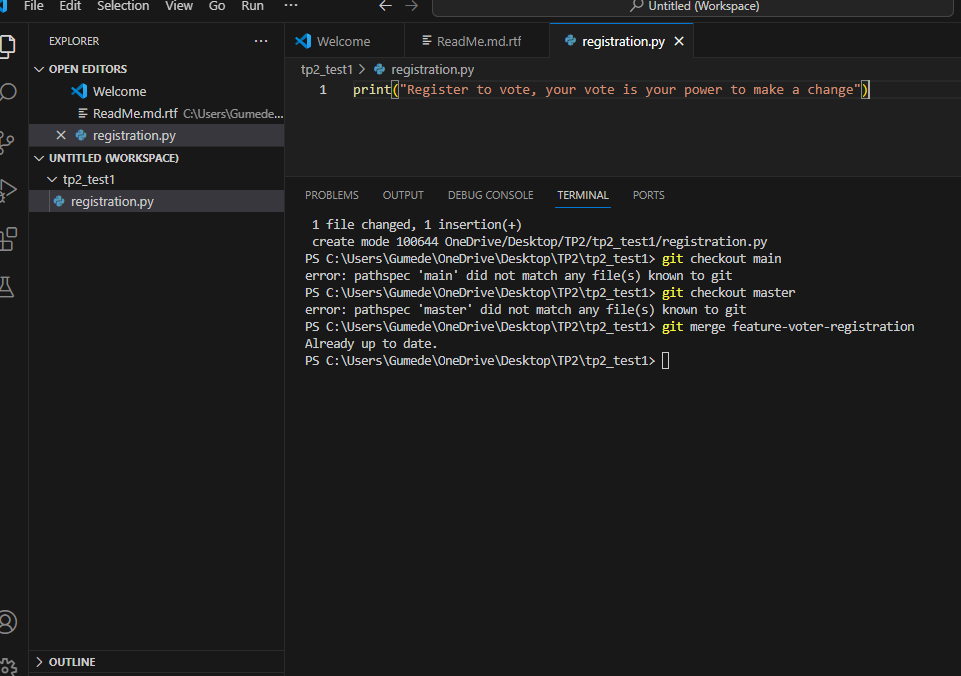 File Edit Selection View Go Run ··· ← → Untitled (Workspace)
EXPLORER ···
OPEN EDITORS
Welcome
ReadMe.md.rtf C:\Users\Gumede...
registration.py
UNTITLED (WORKSPACE)
tp2_test1
registration.py
OUTLINE
Welcome ReadMe.md.rtf registration.py
tp2_test1 > registration.py
1 print("Register to vote, your vote is your power to make a change")
PROBLEMS OUTPUT DEBUG CONSOLE TERMINAL PORTS
1 file changed, 1 insertion(+)
create mode 100644 OneDrive/Desktop/TP2/tp2_test1/registration.py
PS C:\Users\Gumede\OneDrive\Desktop\TP2\tp2_test1> git checkout main
error: pathspec 'main' did not match any file(s) known to git
PS C:\Users\Gumede\OneDrive\Desktop\TP2\tp2_test1> git checkout master
error: pathspec 'master' did not match any file(s) known to git
PS C:\Users\Gumede\OneDrive\Desktop\TP2\tp2_test1> git merge feature-voter-registration
Already up to date.
PS C:\Users\Gumede\OneDrive\Desktop\TP2\tp2_test1>